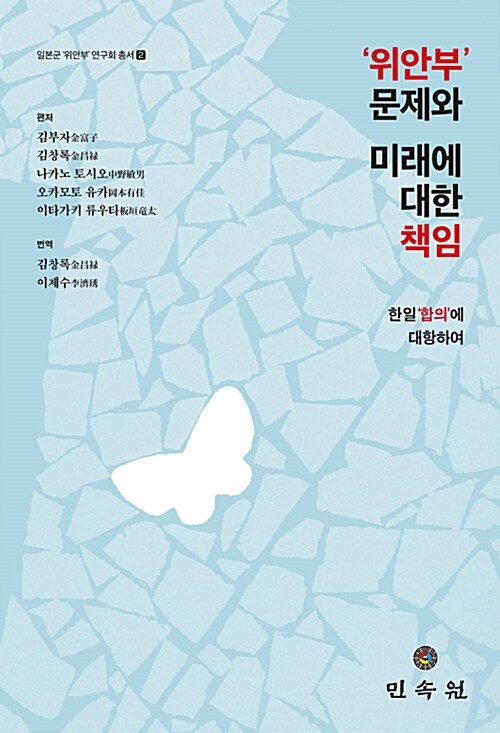 일본군 '위안부' 연구회 총서 2
'위안부'
문제와
미래에
대한
책임
한일 '합의'에
대항하여
편저
김부자金富子
김창록金昌禄
나카노 토시오中野敏男
오카모토 유카岡本有佳
이타가키 류우타板垣竜太
번역
김창록金昌禄
이제수李濟琇
민속원